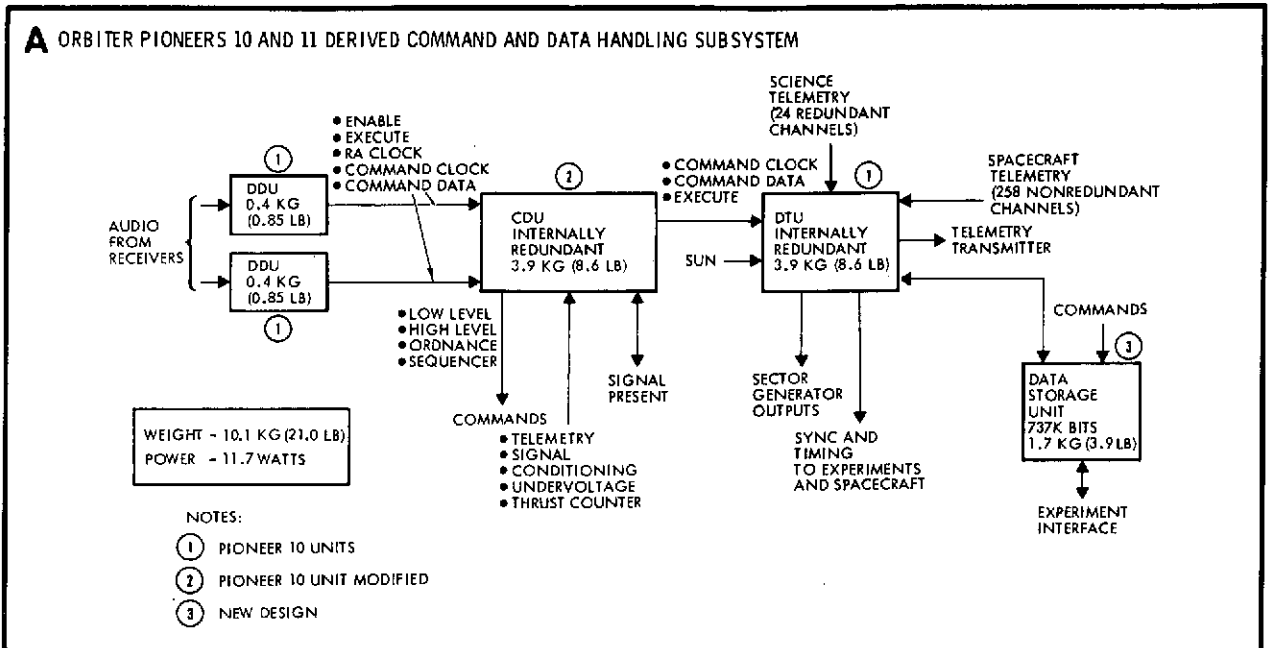 A ORBITER PIONEERS 10 AND 11 DERIVED COMMAND AND DATA HANDLING SUBSYSTEM
SCIENCE
TELEMETRY
(24 REDUNDANT
CHANNELS)
● ENABLE
● EXECUTE
● RA CLOCK
● COMMAND CLOCK
● COMMAND DATA
1
DDU
0.4 KG
(0.85 LB)
AUDIO
FROM
RECEIVERS
DDU
0.4 KG
(0.85 LB)
1
2
CDU
INTERNALLY
REDUNDANT
3.9 KG (8.6 LB)
● COMMAND CLOCK
● COMMAND DATA
● EXECUTE
SUN
1
DTU
INTERNALLY
REDUNDANT
3.9 KG (8.6 LB)
SPACECRAFT
TELEMETRY
(258 NONREDUNDANT
CHANNELS)
TELEMETRY
TRANSMITTER
● LOW LEVEL
● HIGH LEVEL
● ORDNANCE
● SEQUENCER
COMMANDS
● TELEMETRY
● SIGNAL
● CONDITIONING
● UNDERVOLTAGE
● THRUST COUNTER
SIGNAL
PRESENT
SECTOR
GENERATOR
OUTPUTS
SYNC AND
TIMING
TO EXPERIMENTS
AND SPACECRAFT
COMMANDS
3
DATA
STORAGE
UNIT
737K BITS
1.7 KG (3.9 LB)
EXPERIMENT
INTERFACE
WEIGHT - 10.1 KG (21.0 LB)
POWER - 11.7 WATTS
NOTES:
1 PIONEER 10 UNITS
2 PIONEER 10 UNIT MODIFIED
3 NEW DESIGN